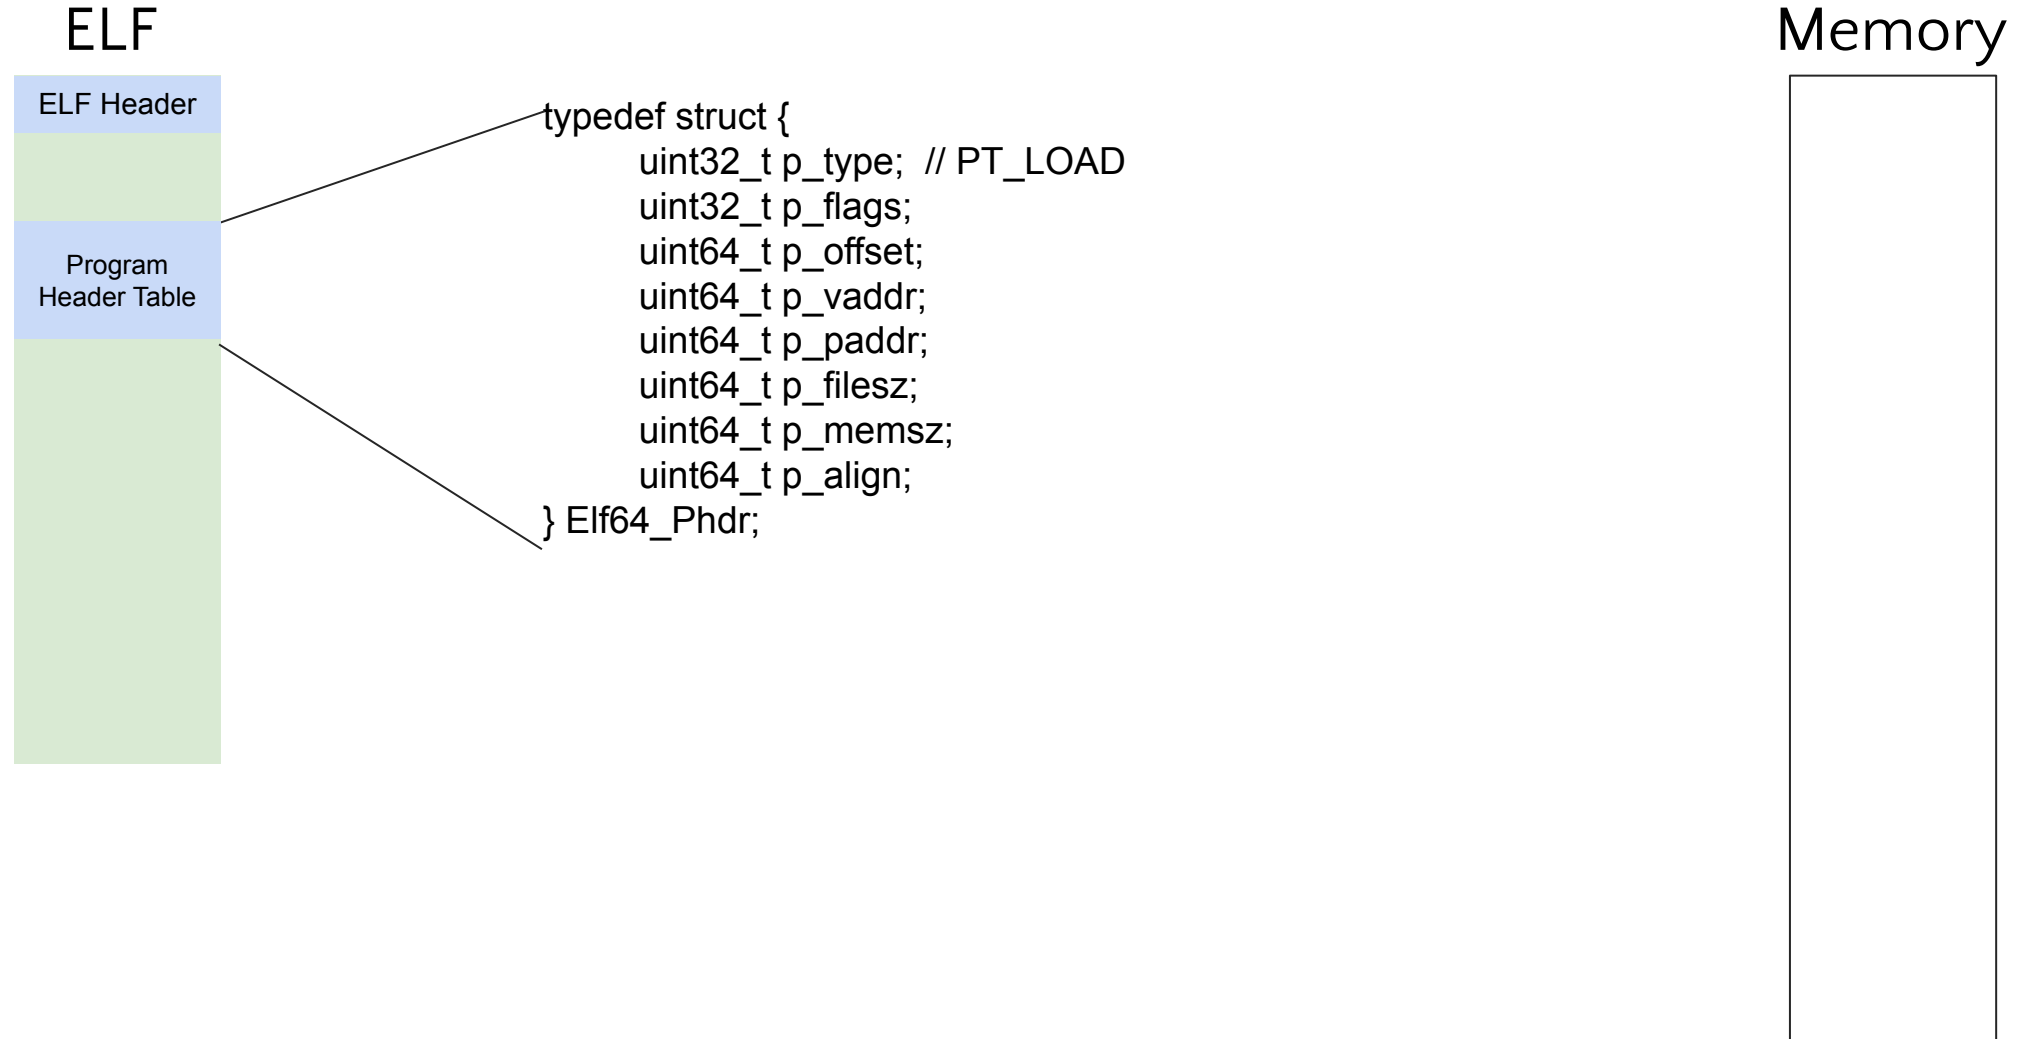 ELF
Memory
ELF Header
Program
Header Table
typedef struct {
uint32_t p_type; // PT_LOAD
uint32_t p_flags;
uint64_t p_offset;
uint64_t p_vaddr;
uint64_t p_paddr;
uint64_t p_filesz;
uint64_t p_memsz;
uint64_t p_align;
} Elf64_Phdr;